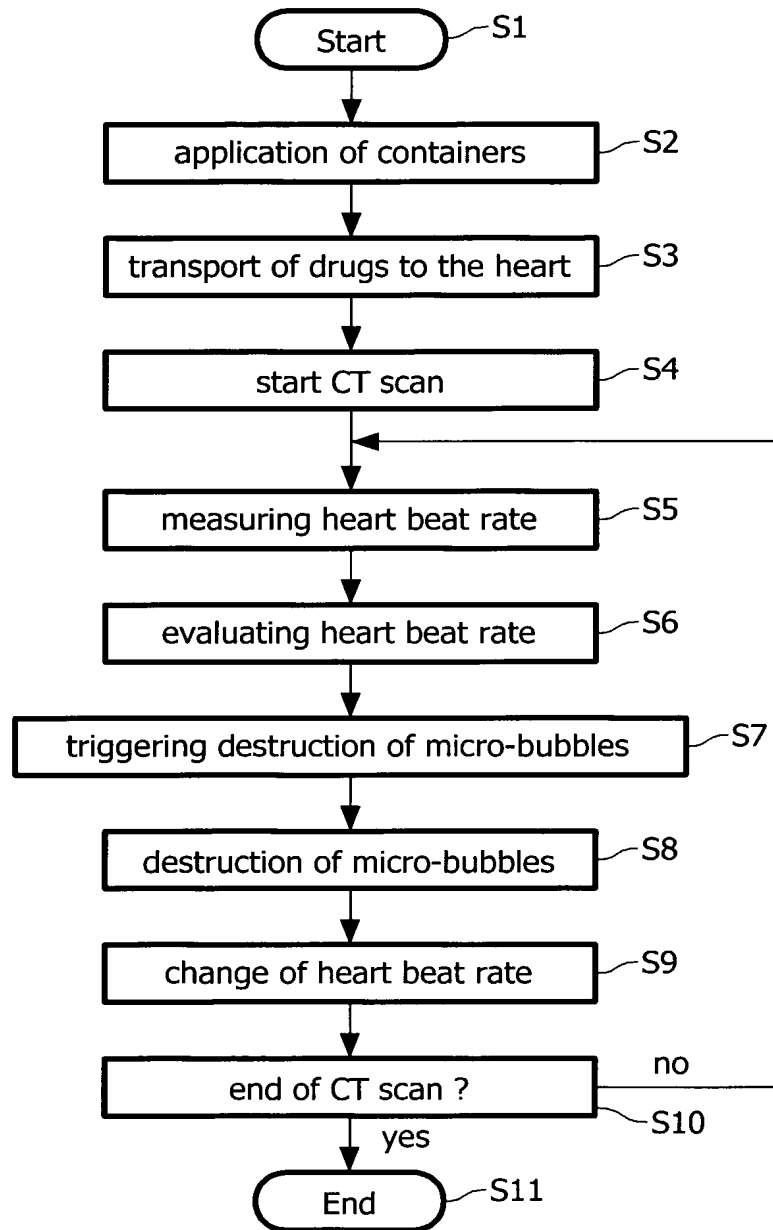 Start S1
application of containers S2
transport of drugs to the heart S3
start CT scan S4
measuring heart beat rate S5
evaluating heart beat rate S6
triggering destruction of micro-bubbles S7
destruction of micro-bubbles S8
change of heart beat rate S9
end of CT scan ? no
S10
yes
End S11